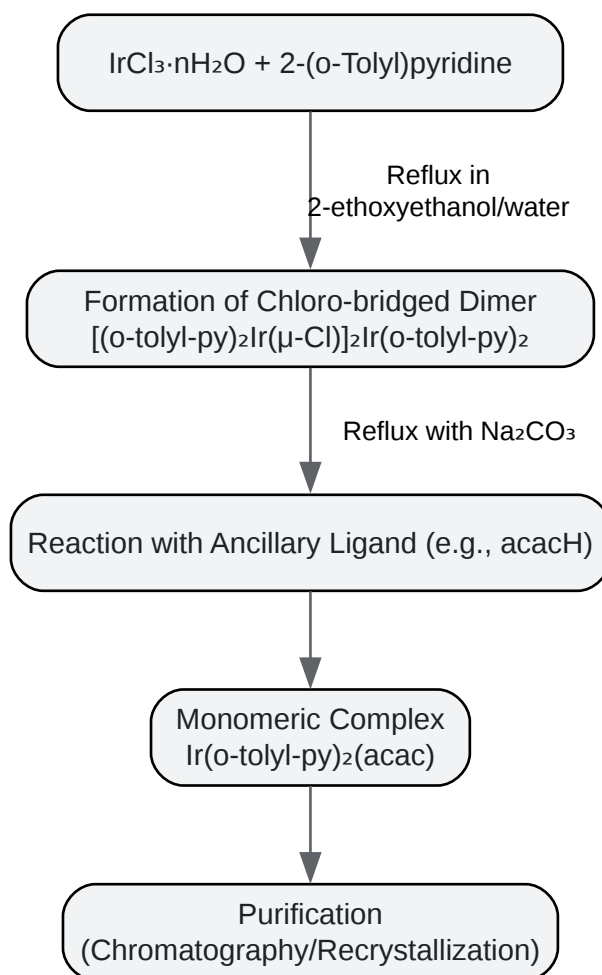 IrCl₃·nH₂O + 2-(o-Tolyl)pyridine
Reflux in
2-ethoxyethanol/water
Formation of Chloro-bridged Dimer
[(o-tolyl-py)₂Ir(μ-Cl)]₂Ir(o-tolyl-py)₂
Reflux with Na₂CO₃
Reaction with Ancillary Ligand (e.g., acacH)
Monomeric Complex
Ir(o-tolyl-py)₂(acac)
Purification
(Chromatography/Recrystallization)